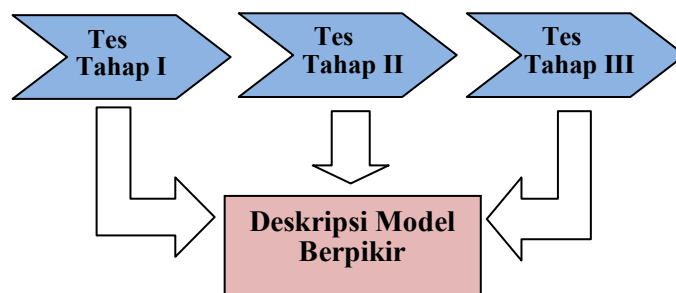 Tes
Tahap I
Tes
Tahap II
Tes
Tahap III
Deskripsi Model
Berpikir